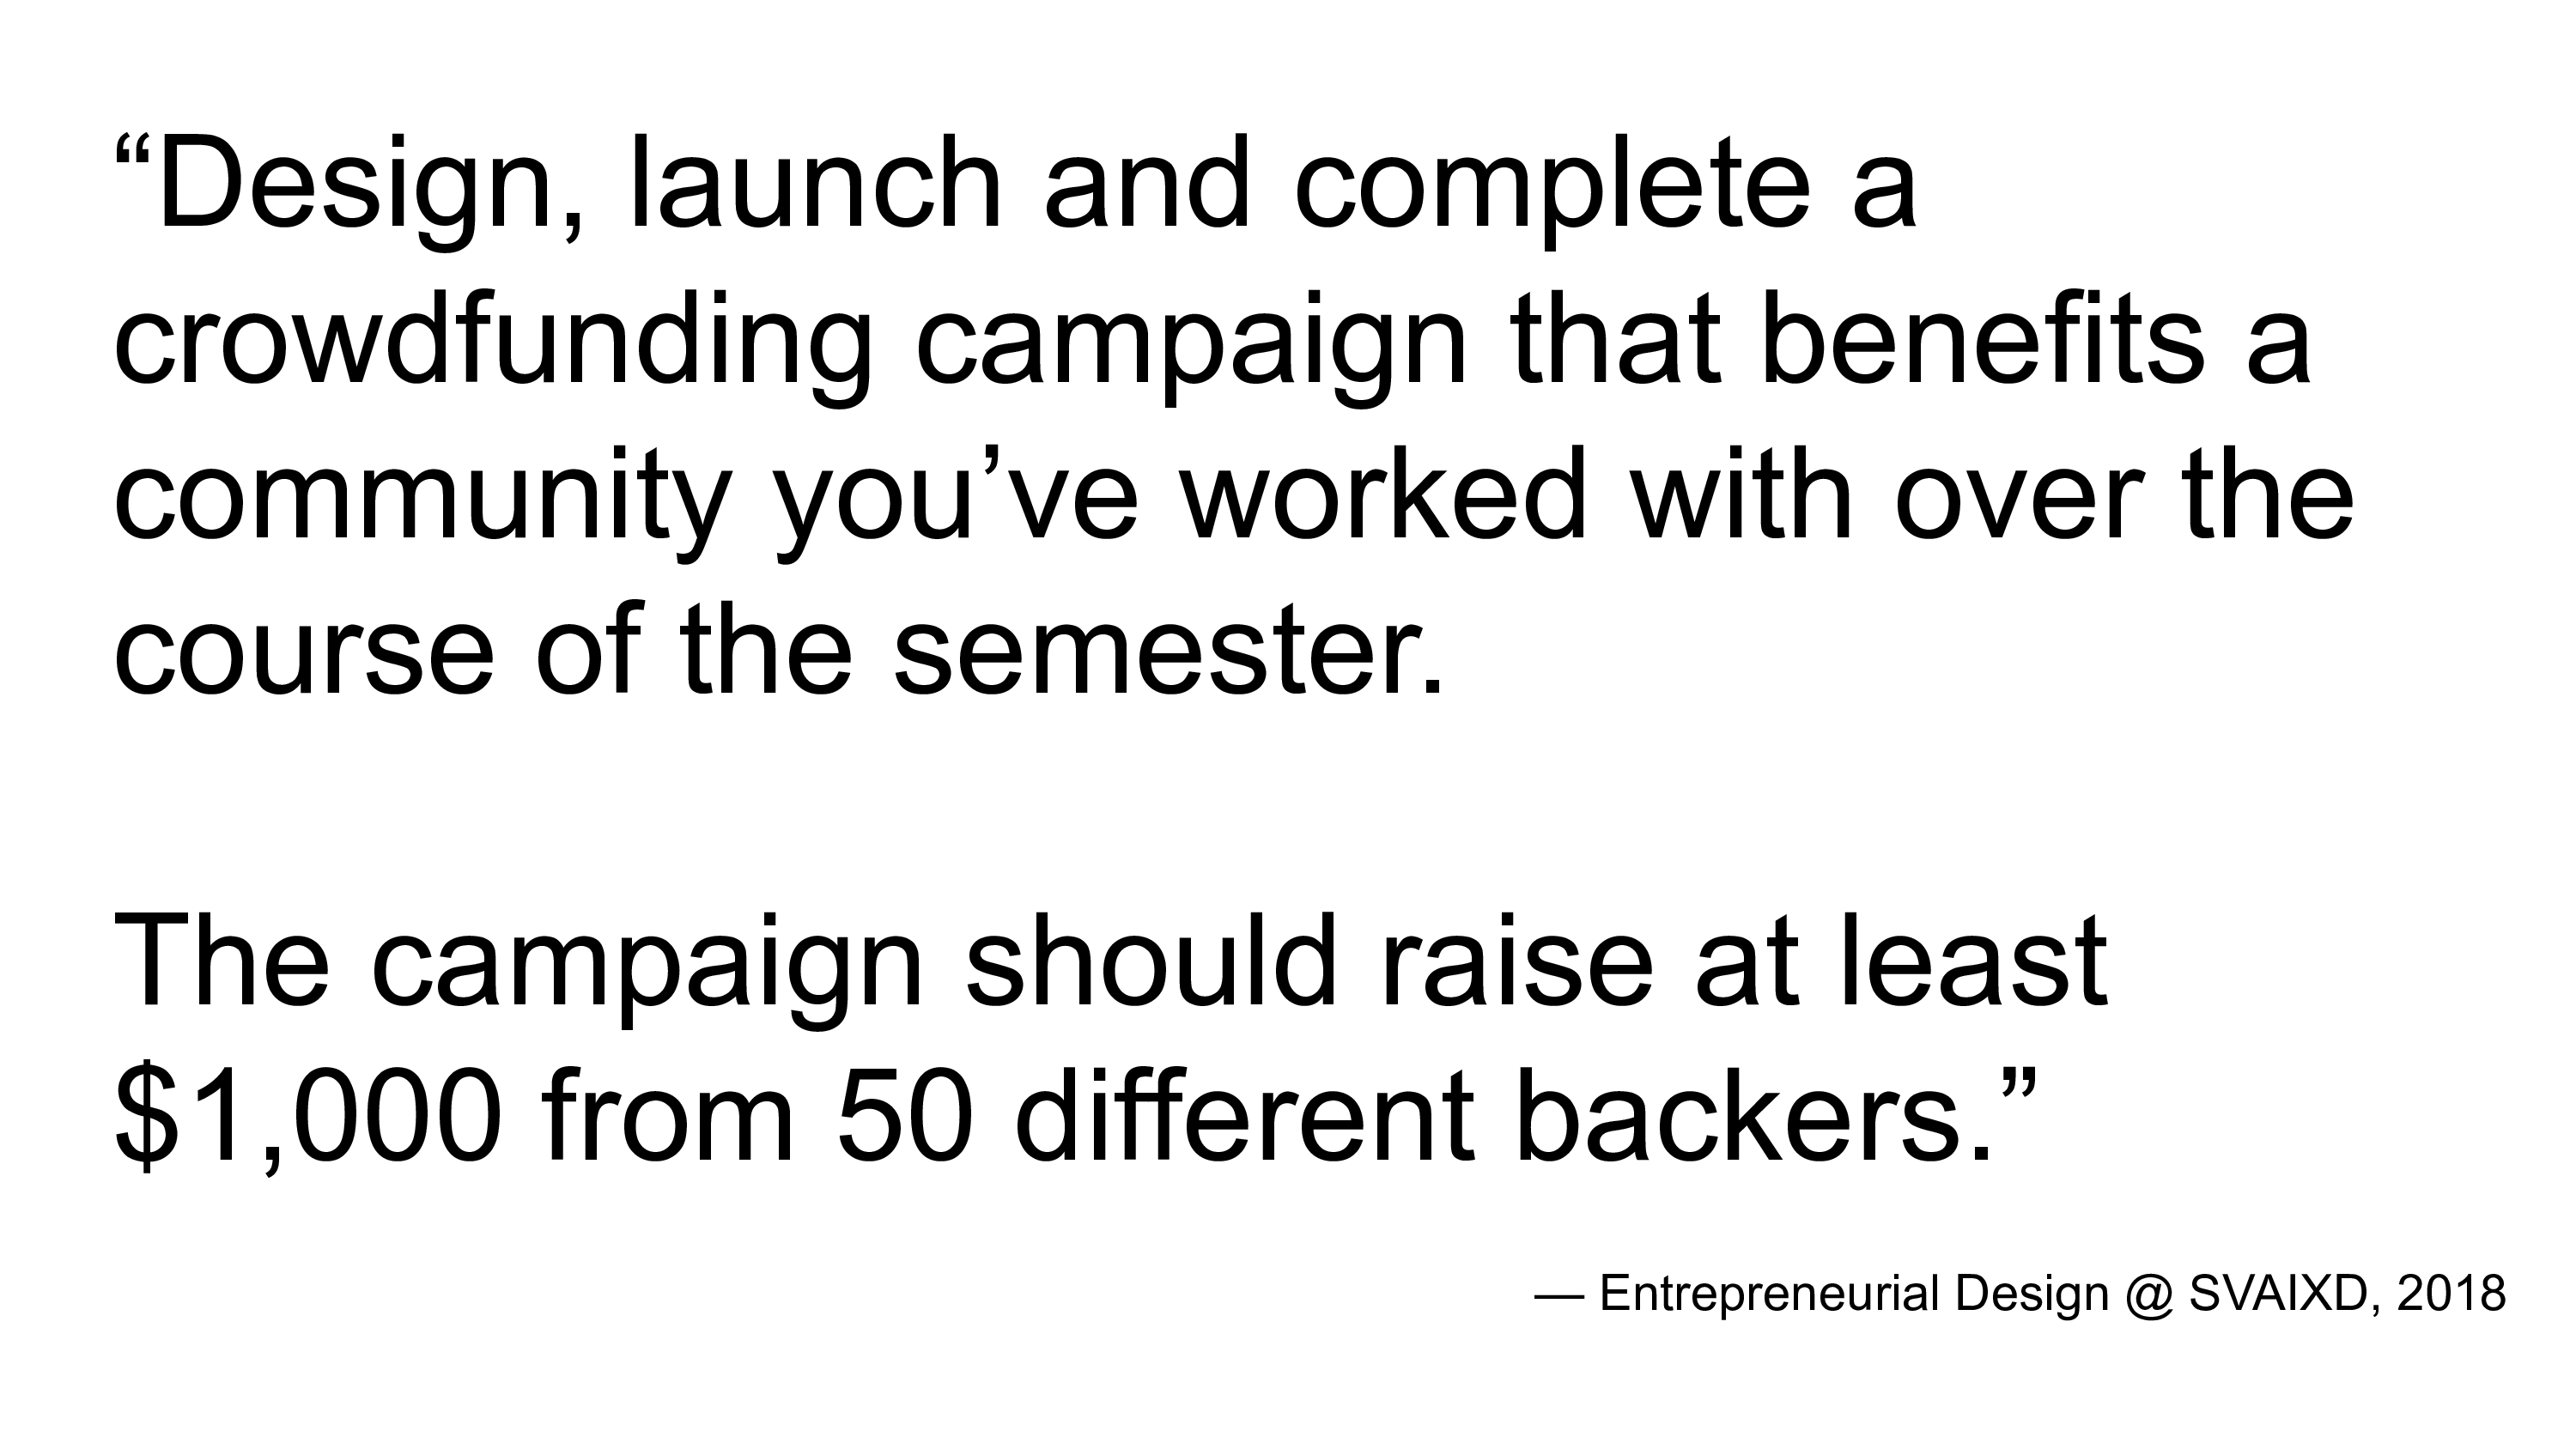 “Design, launch and complete a
crowdfunding campaign that benefits a
community you’ve worked with over the
course of the semester.
The campaign should raise at least
$1,000 from 50 different backers.”
— Entrepreneurial Design @ SVAIXD, 2018